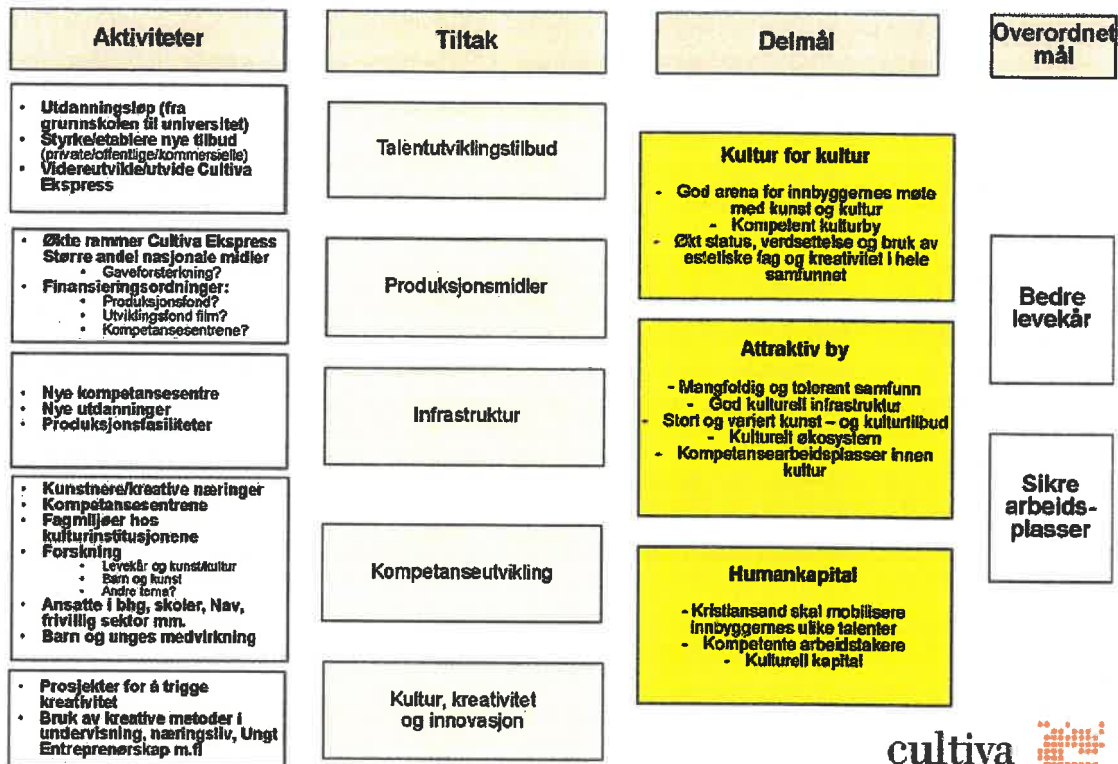 Aktiviteter
Tiltak
Delmål
Overordnet
mål
• Utdanningsløp (fra
grunnskolen til universitet)
• Styrke/etablere nye tilbud
(private/offentlige/kommersielle)
• Videreutvikle/utvide Cultiva
Ekspress
• Økte rammer Cultiva Ekspress
Større andel nasjonale midler
• Gaveforsterkning?
• Finansieringsordninger:
• Produksjonsfond?
• Utviklingsfond film?
• Kompetansesentrene?
• Nye kompetansesentre
• Nye utdanninger
• Produksjonsfasiliteter
• Kunstnere/kreative næringer
• Kompetansesentrene
• Fagmiljøer hos
kulturinstitusjonene
• Forskning
• Levekår og kunst/kultur
• Barn og kunst
• Andre tema?
• Ansatte i bhg, skoler, Nav,
frivillig sektor mm.
• Barn og unges medvirkning
• Prosjekter for å trigge
kreativitet
• Bruk av kreative metoder i
undervisning, næringsliv, Ungt
Entreprenørskap m.fl
Talentutviklingstilbud
Produksjonsmidler
Infrastruktur
Kompetanseutvikling
Kultur, kreativitet
og innovasjon
Kultur for kultur
- God arena for innbyggernes møte
med kunst og kultur
- Kompetent kulturby
- Økt status, verdsettelse og bruk av
estetiske fag og kreativitet i hele
samfunnet
Attraktiv by
- Mangfoldig og tolerant samfunn
- God kulturell infrastruktur
- Stort og variert kunst – og kulturtilbud
- Kulturelt økosystem
- Kompetansearbeidsplasser innen
kultur
Humankapital
- Kristiansand skal mobilisere
innbyggernes ulike talenter
- Kompetente arbeidstakere
- Kulturell kapital
Bedre
levekår
Sikre
arbeids-
plasser
cultiva